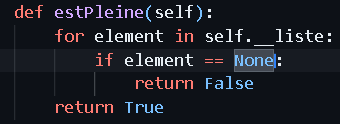 def estPleine(self):
    for element in self.__liste:
        if element == None:
            return False
    return True